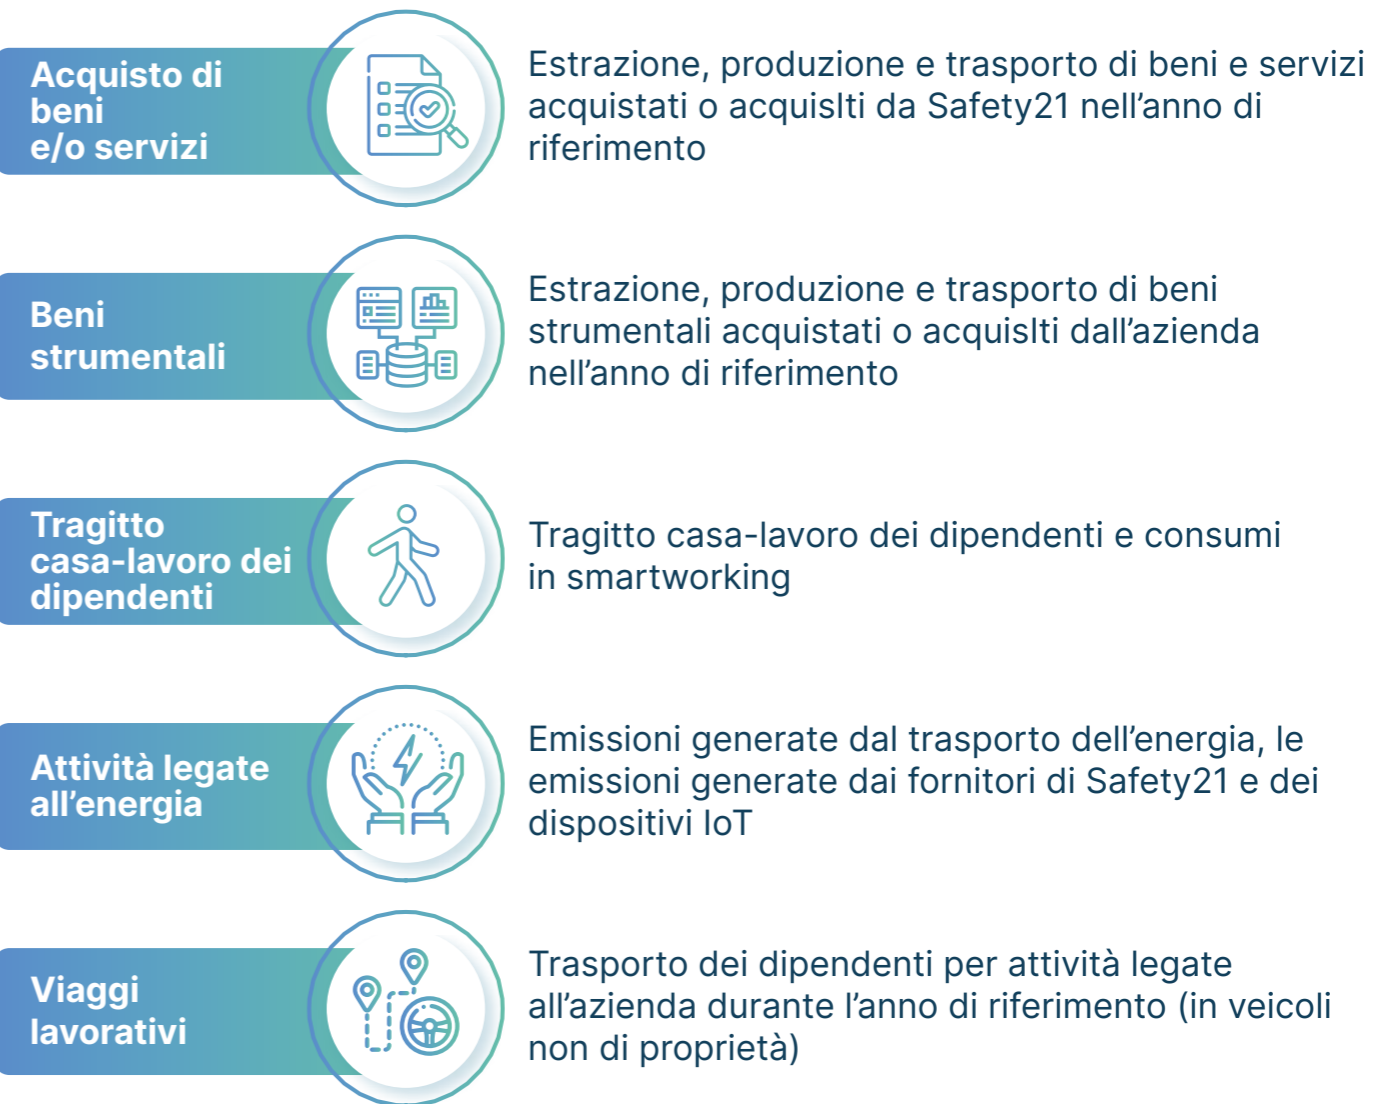 Acquisto di
beni
e/o servizi
Estrazione, produzione e trasporto di beni e servizi
acquistati o acquislti da Safety21 nell’anno di
riferimento
Beni
strumentali
Estrazione, produzione e trasporto di beni
strumentali acquistati o acquislti dall’azienda
nell’anno di riferimento
Tragitto
casa-lavoro dei
dipendenti
Tragitto casa-lavoro dei dipendenti e consumi
in smartworking
Attività legate
all’energia
Emissioni generate dal trasporto dell’energia, le
emissioni generate dai fornitori di Safety21 e dei
dispositivi IoT
Viaggi
lavorativi
Trasporto dei dipendenti per attività legate
all’azienda durante l’anno di riferimento (in veicoli
non di proprietà)